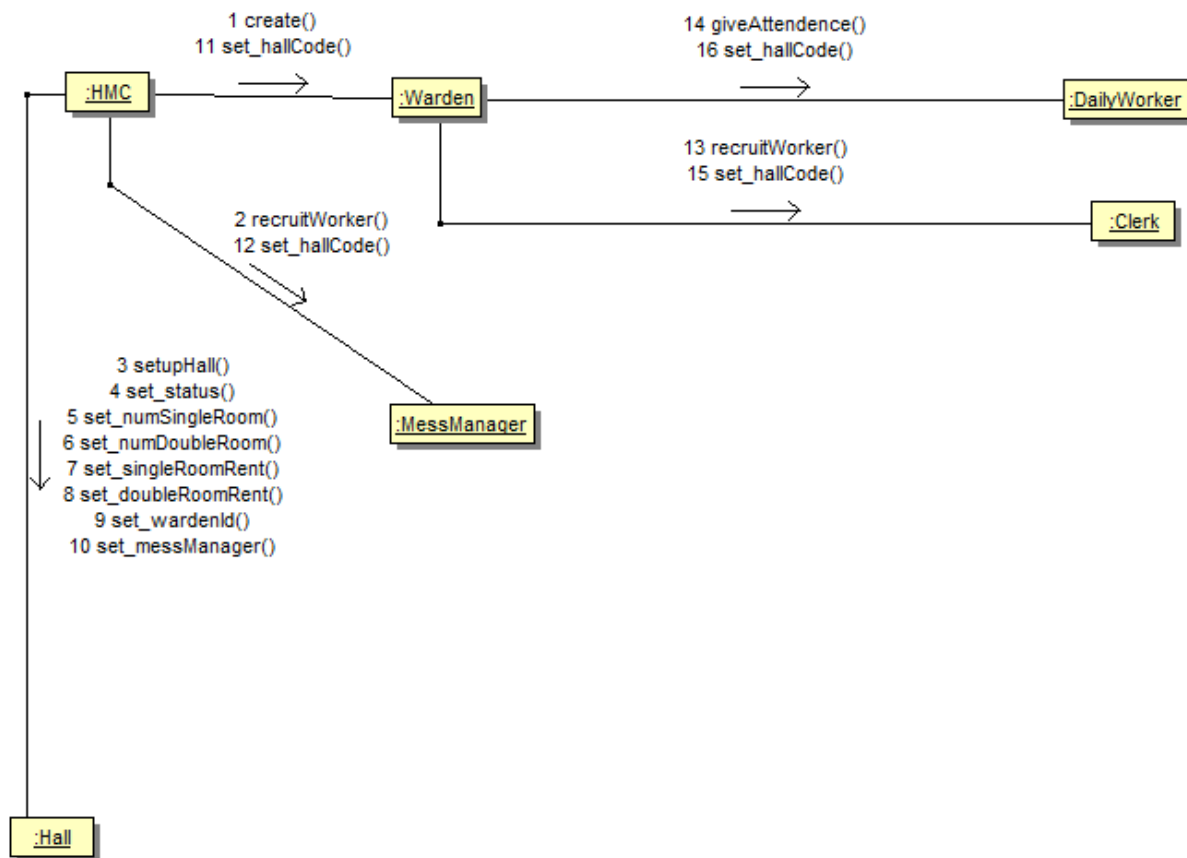 1 create()
11 set_hallCode()
14 giveAttendence()
16 set_hallCode()
:HMC
:Warden
:DailyWorker
13 recruitWorker()
15 set_hallCode()
2 recruitWorker()
12 set_hallCode()
:Clerk
3 setupHall()
4 set_status()
5 set_numSingleRoom()
6 set_numDoubleRoom()
7 set_singleRoomRent()
8 set_doubleRoomRent()
9 set_wardenId()
10 set_messManager()
:MessManager
:Hall